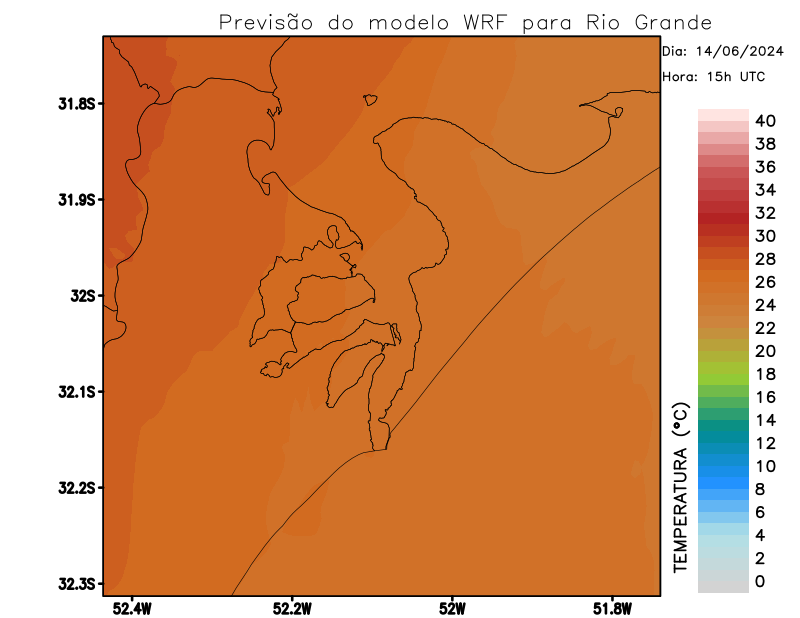 Previsão do modelo WRF para Rio Grande
Dia: 14/06/2024
Hora: 15h UTC
31.8S
31.9S
32S
32.1S
32.2S
32.3S
52.4W
52.2W
52W
51.8W
TEMPERATURA (°C)
40
38
36
34
32
30
28
26
24
22
20
18
16
14
12
10
8
6
4
2
0